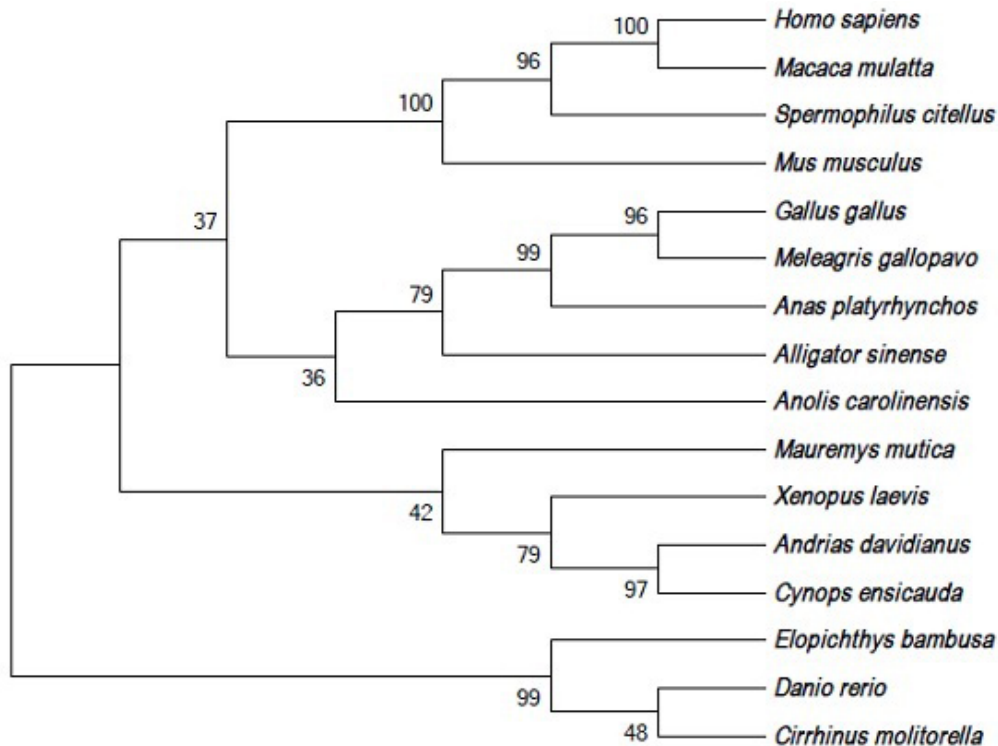 Homo sapiens
100
Macaca mulatta
96
Spermophilus citellus
100
Mus musculus
37
Gallus gallus
96
Meleagris gallopavo
99
Anas platyrhynchos
79
Alligator sinense
36
Anolis carolinensis
Mauremys mutica
42
Xenopus laevis
79
Andrias davidianus
97
Cynops ensicauda
Elopichthys bambusa
99
Danio rerio
48
Cirrhinus molitorella